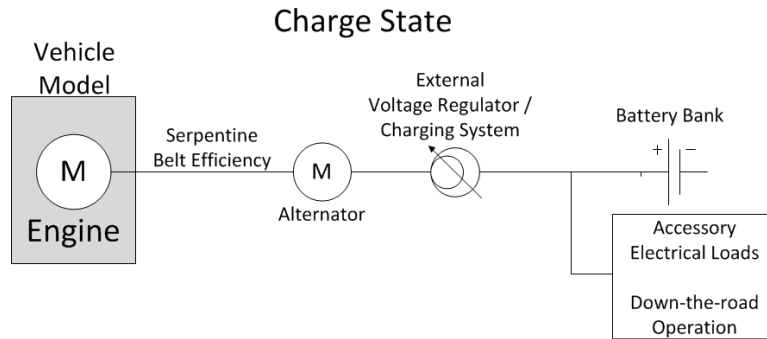 Charge State
Vehicle
Model
M
Engine
Serpentine
Belt Efficiency
M
Alternator
External
Voltage Regulator /
Charging System
Battery Bank
+ −
Accessory
Electrical Loads
Down-the-road
Operation